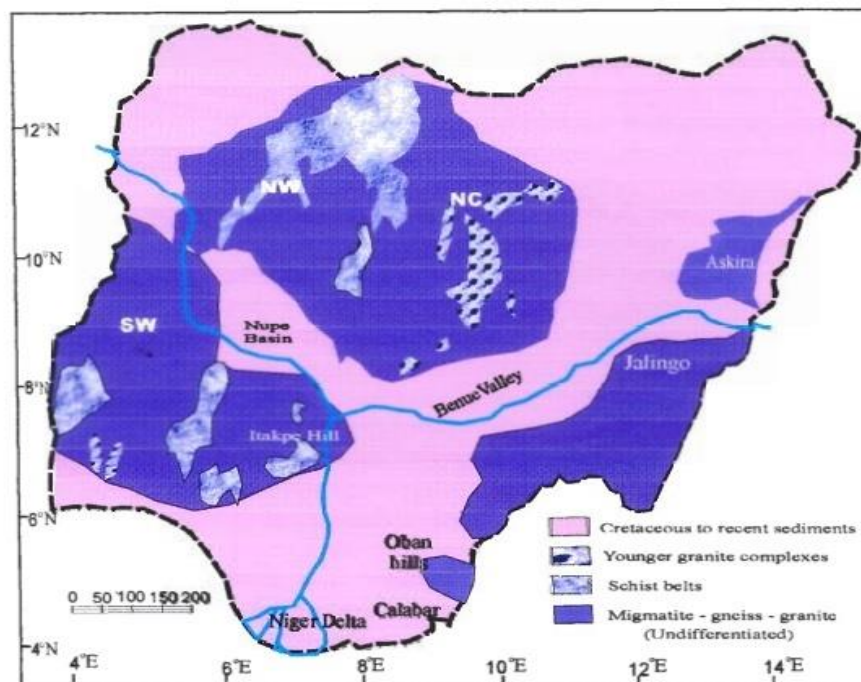 12°N
10°N
8°N
6°N
4°N
NW
NC
Askira
SW
Nupe
Basin
Jalingo
Benue Valley
Itakpe Hill
Oban
hills
Calabar
Niger Delta
0 50 100 150 200
Cretaceous to recent sediments
Younger granite complexes
Schist belts
Migmatite - gneiss - granite
(Undifferentiated)
4°E
6°E
8°E
10°E
12°E
14°E